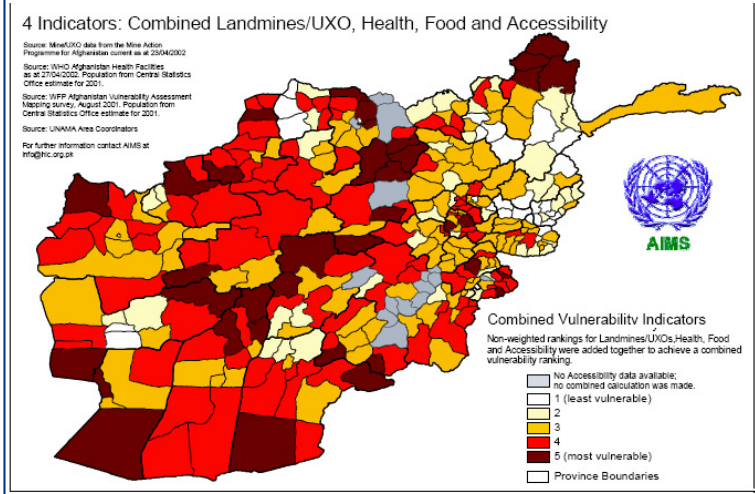 4 Indicators: Combined Landmines/UXO, Health, Food and Accessibility
Source: Mine/UXO data from the Mine Action
Programme for Afghanistan current as at 23/04/2002
Source: WHO Afghanistan Health Facilities
as at 27/04/2002. Population from Central Statistics
Office estimate for 2001.
Source: WFP Afghanistan Vulnerability Assessment
Mapping survey, August 2001. Population from
Central Statistics Office estimate for 2001.
Source: UNAMA Area Coordinators
For further information contact AIMS at
info@hic.org.pk
AIMS
Combined Vulnerability Indicators
Non-weighted rankings for Landmines/UXOs,Health, Food
and Accessibility were added together to achieve a combined
vulnerability ranking.
No Accessibility data available;
no combined calculation was made.
1 (least vulnerable)
2
3
4
5 (most vulnerable)
Province Boundaries